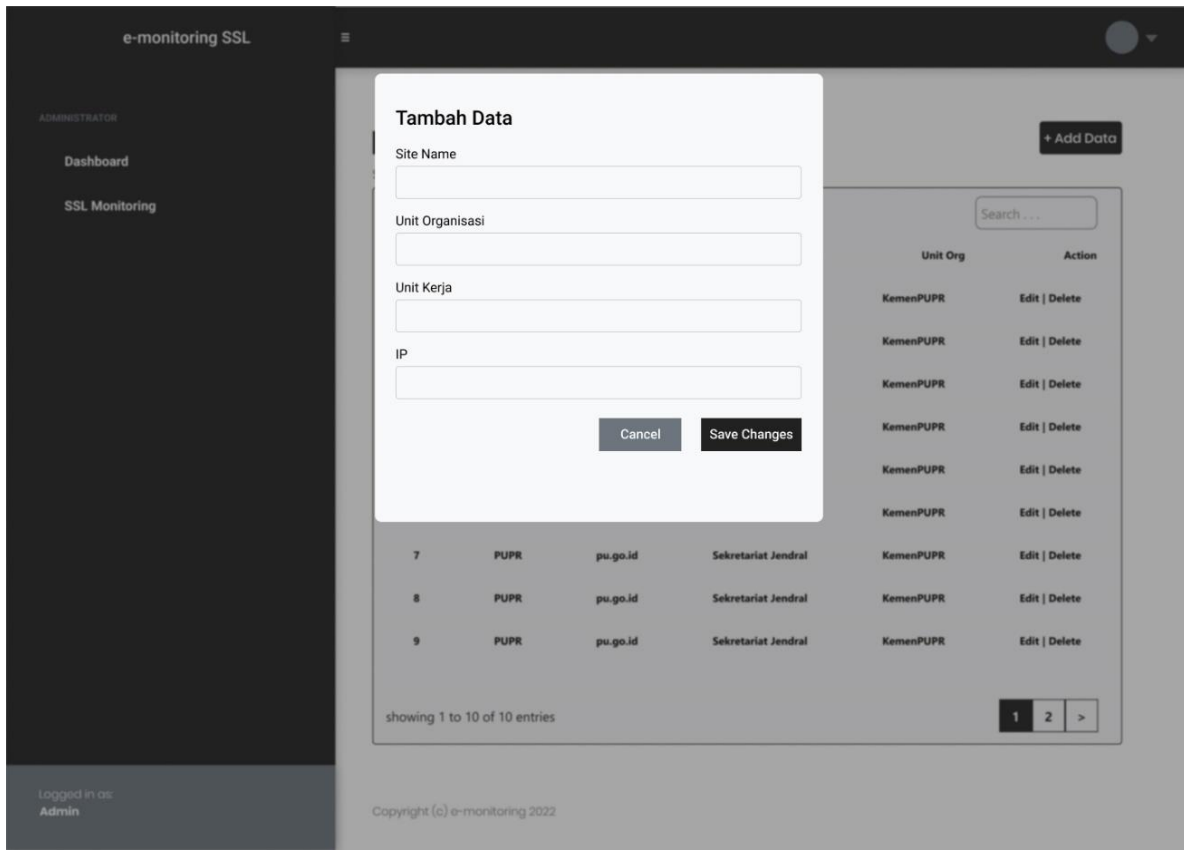 e-monitoring SSL
≡
ADMINISTRATOR
Dashboard
SSL Monitoring
Logged in as:
Admin
Tambah Data
Site Name
Unit Organisasi
Unit Kerja
IP
Cancel Save Changes
+ Add Data
Search . . .
Unit Org Action
KemenPUPR Edit | Delete
KemenPUPR Edit | Delete
KemenPUPR Edit | Delete
KemenPUPR Edit | Delete
KemenPUPR Edit | Delete
KemenPUPR Edit | Delete
7 PUPR pu.go.id Sekretariat Jendral KemenPUPR Edit | Delete
8 PUPR pu.go.id Sekretariat Jendral KemenPUPR Edit | Delete
9 PUPR pu.go.id Sekretariat Jendral KemenPUPR Edit | Delete
showing 1 to 10 of 10 entries
1 2 >
Copyright (c) e-monitoring 2022